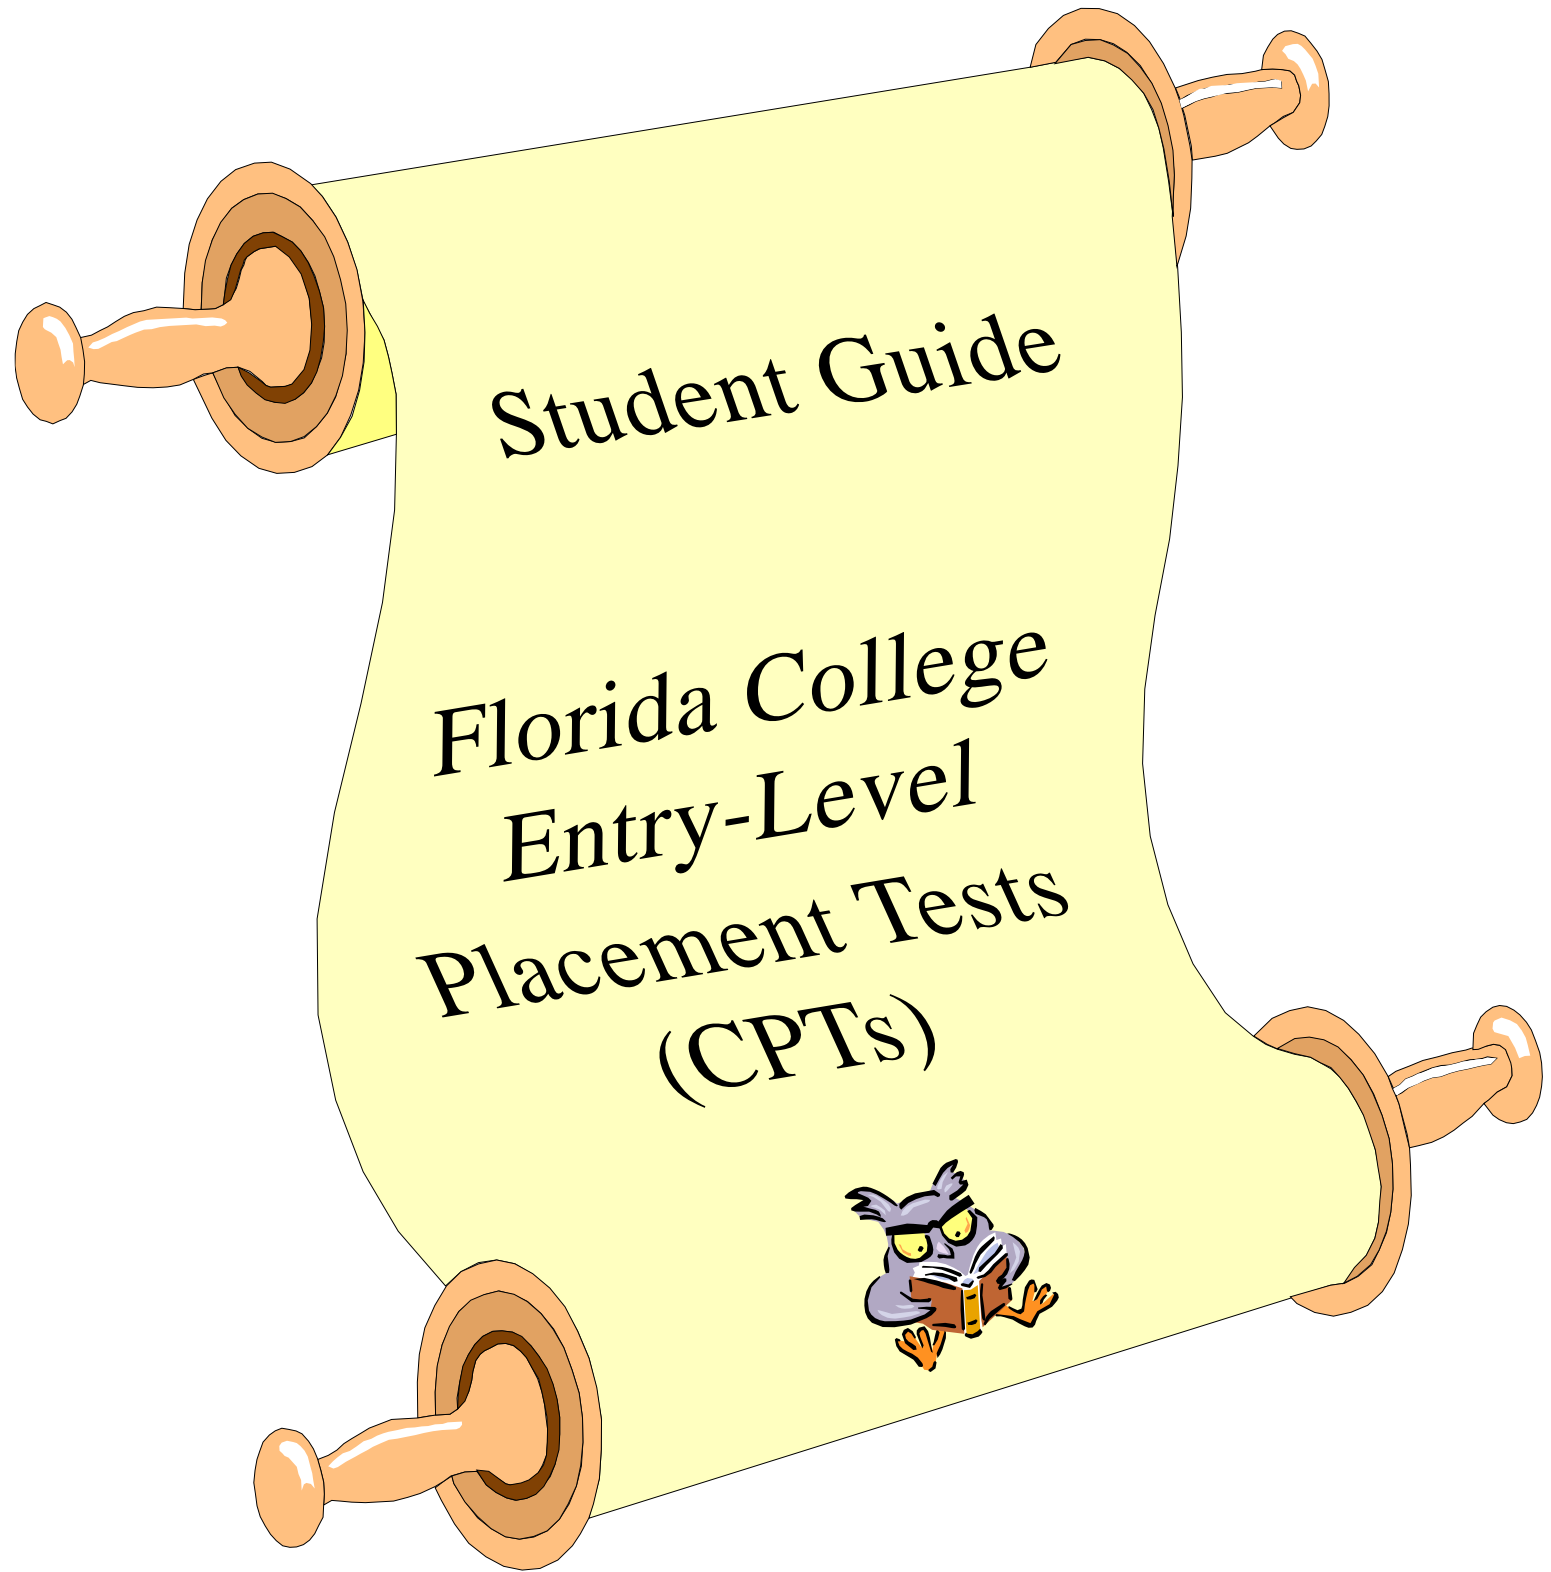 Student Guide
Florida College
Entry-Level
Placement Tests
(CPTs)